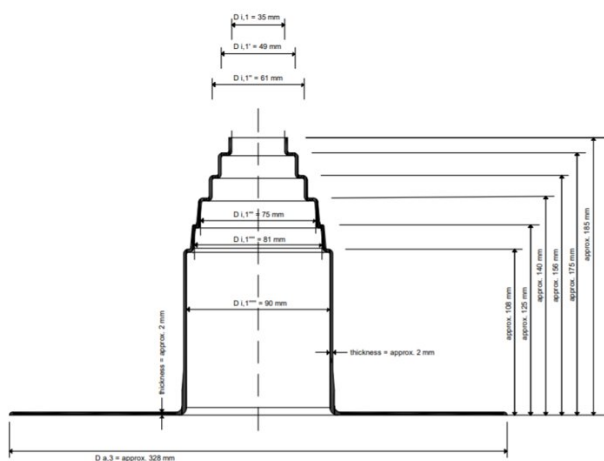 D i,1 = 35 mm
D i,1' = 49 mm
D i,1'' = 61 mm
D i,1''' = 75 mm
D i,1'''' = 81 mm
D i,1''''' = 90 mm
thickness = approx. 2 mm
thickness = approx. 2 mm
approx. 108 mm
approx. 125 mm
approx. 140 mm
approx. 156 mm
approx. 175 mm
approx. 185 mm
D a,3 = approx. 328 mm